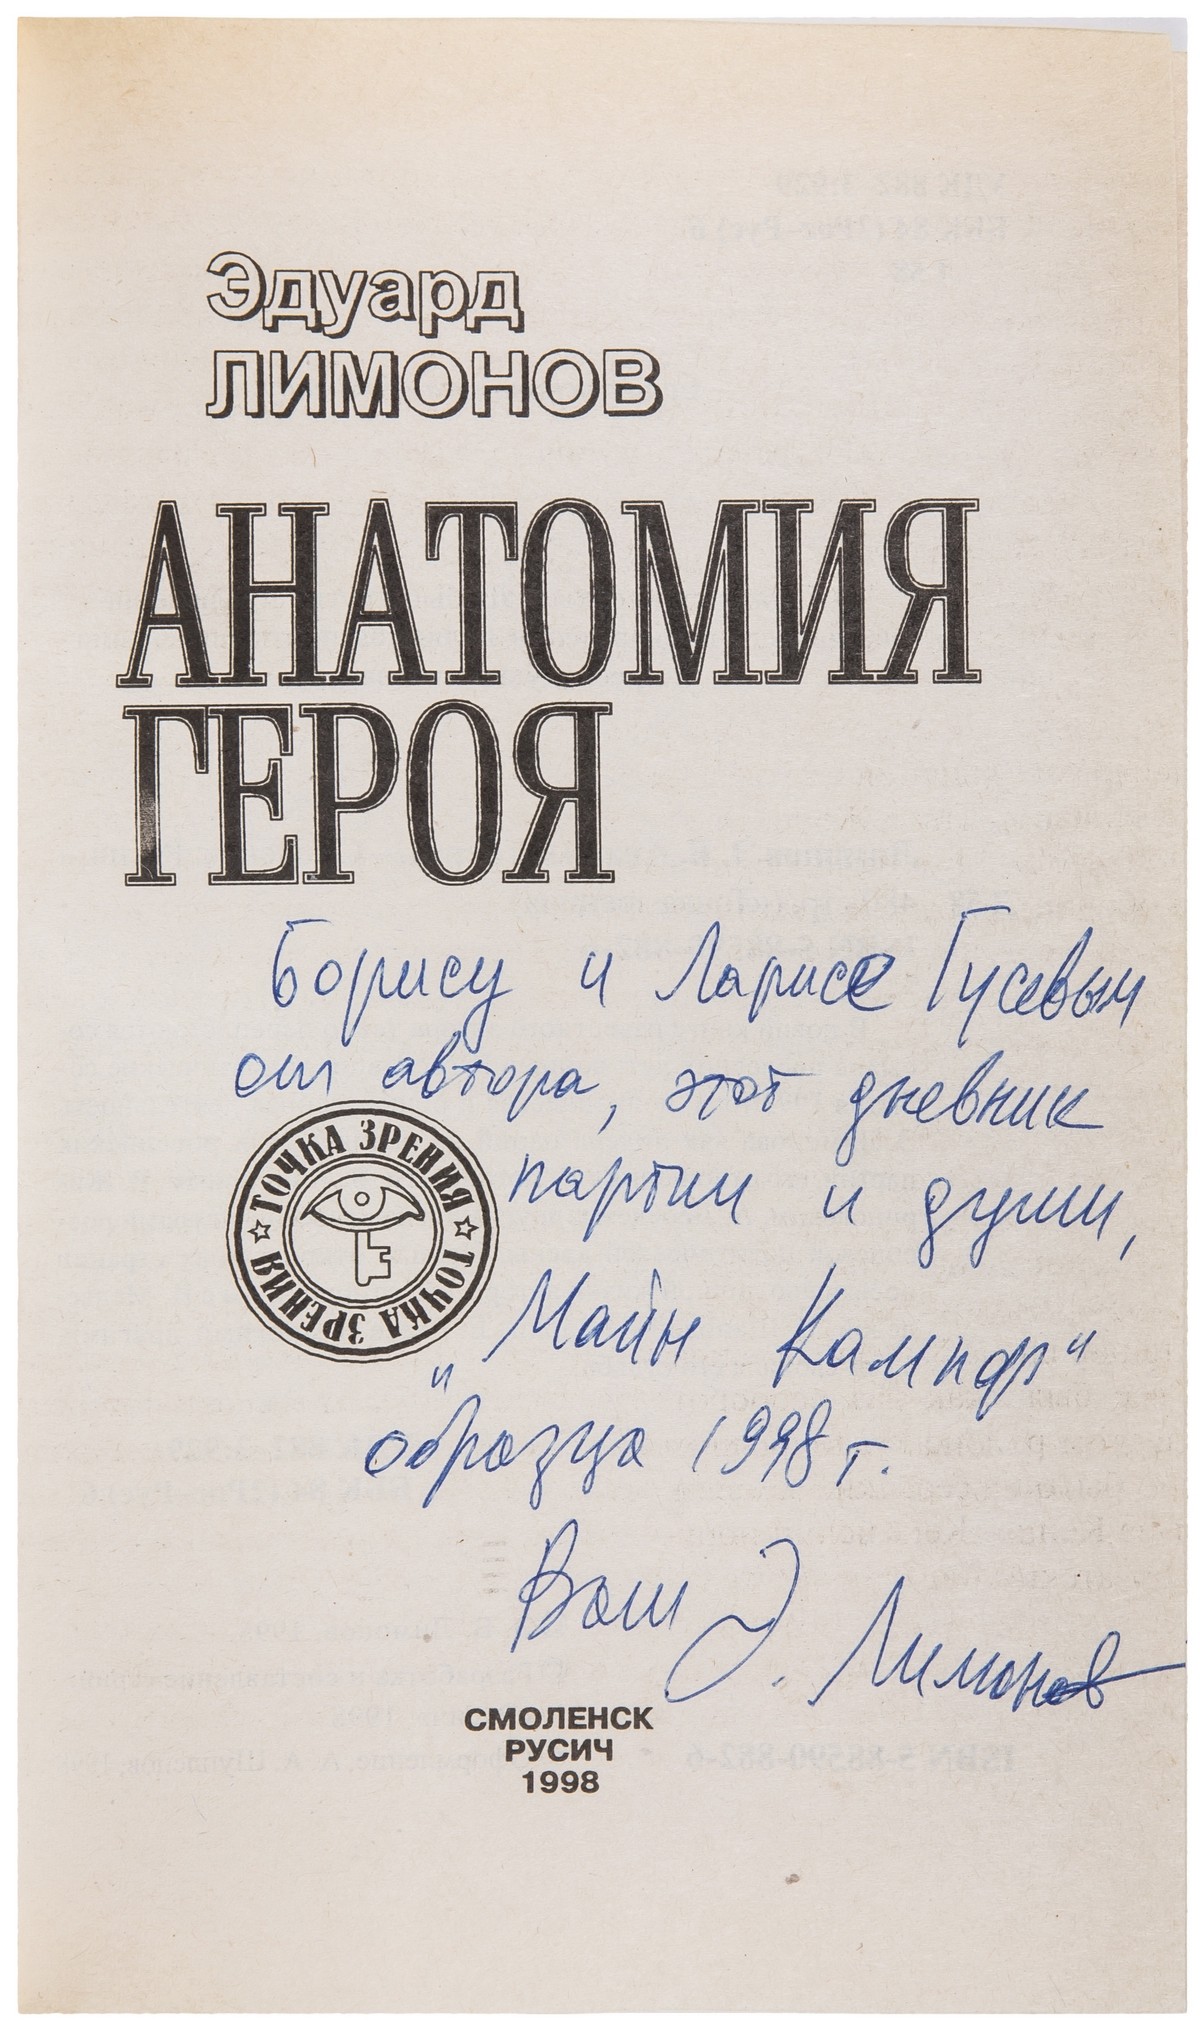 Эдуард
ЛИМОНОВ
АНАТОМИЯ
ГЕРОЯ
Борису и Ларисе Гусевым
от автора, этот дневник
партии и души,
„Майн Кампф"
образца 1998 г.
Ваш Э. Лимонов
ТОЧКА ЗРЕНИЯ
ТОЧКА ЗРЕНИЯ
СМОЛЕНСК
РУСИЧ
1998